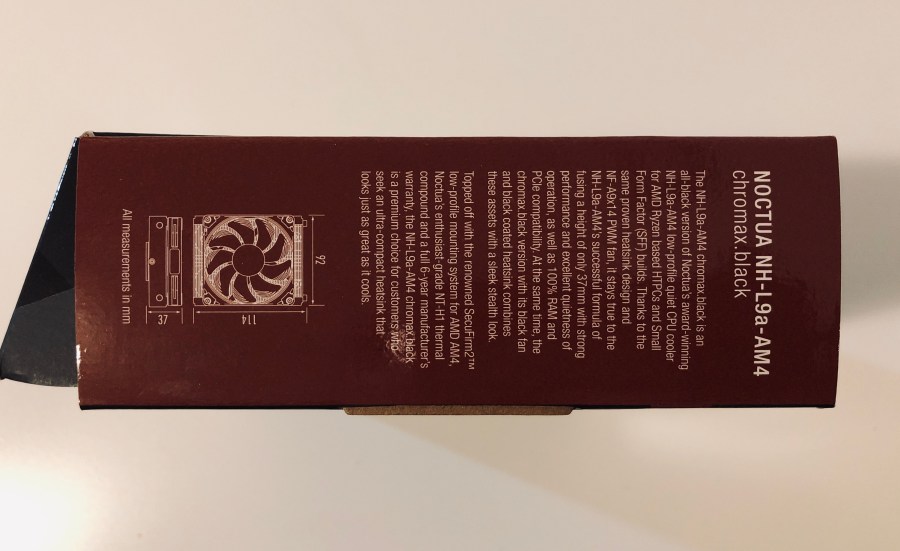 NOCTUA NH-L9a-AM4
chromax.black
The NH-L9a-AM4 chromax.black is an
all-black version of Noctua's award-winning
NH-L9a-AM4 low-profile quiet CPU cooler
for AMD Ryzen based HTPCs and Small
Form Factor (SFF) builds. Thanks to the
same proven heatsink design and
NF-A9x14 PWM fan, it stays true to the
NH-L9a-AM4's successful formula of
fusing a height of only 37mm with strong
performance and excellent quietness of
operation, as well as 100% RAM and
PCIe compatibility. At the same time, the
chromax.black version with its black fan
and black coated heatsink combines
these assets with a sleek stealth look.
Topped off with the renowned SecuFirm2™
low-profile mounting system for AMD AM4,
Noctua's enthusiast-grade NT-H1 thermal
compound and a full 6-year manufacturer's
warranty, the NH-L9a-AM4 chromax.black
is a premium choice for customers who
seek an ultra-compact heatsink that
looks just as great as it cools.
92
114
37
All measurements in mm